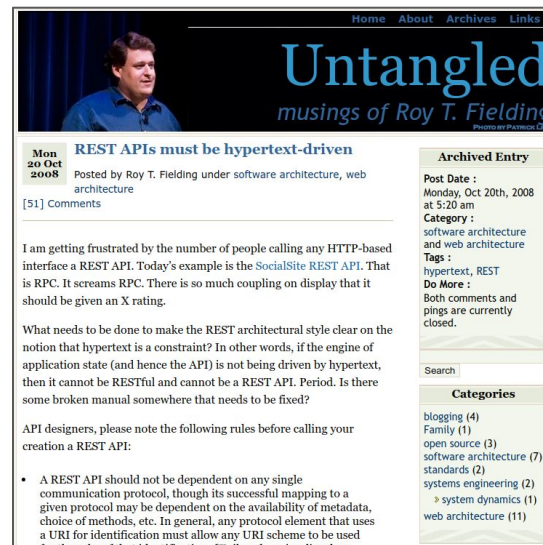 Home About Archives Links
Untangled
musings of Roy T. Fielding
PHOTO BY PATRICK
Mon
20 Oct
2008
REST APIs must be hypertext-driven
Posted by Roy T. Fielding under software architecture, web
architecture
[51] Comments
I am getting frustrated by the number of people calling any HTTP-based
interface a REST API. Today's example is the SocialSite REST API. That
is RPC. It screams RPC. There is so much coupling on display that it
should be given an X rating.
What needs to be done to make the REST architectural style clear on the
notion that hypertext is a constraint? In other words, if the engine of
application state (and hence the API) is not being driven by hypertext,
then it cannot be RESTful and cannot be a REST API. Period. Is there
some broken manual somewhere that needs to be fixed?
API designers, please note the following rules before calling your
creation a REST API:
• A REST API should not be dependent on any single
communication protocol, though its successful mapping to a
given protocol may be dependent on the availability of metadata,
choice of methods, etc. In general, any protocol element that uses
a URI for identification must allow any URI scheme to be used
Archived Entry
Post Date :
Monday, Oct 20th, 2008
at 5:20 am
Category :
software architecture
and web architecture
Tags :
hypertext, REST
Do More :
Both comments and
pings are currently
closed.
Search
Categories
blogging (4)
Family (1)
open source (3)
software architecture (7)
standards (2)
systems engineering (2)
» system dynamics (1)
web architecture (11)